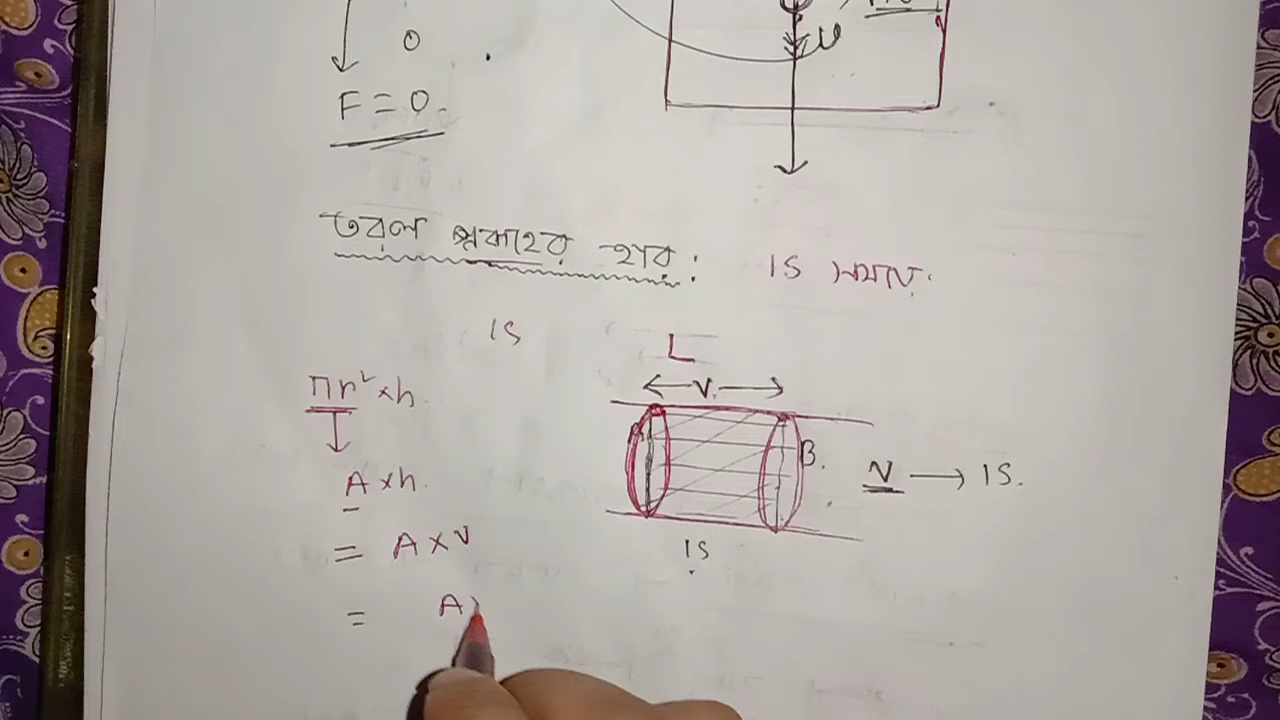 0
F = 0.
তরল প্রবাহের হার: 1S সময়ে.
1S
L
πr² × h.
← V. →
A × h.
B.
V → 1S.
= A × V
1S
= A